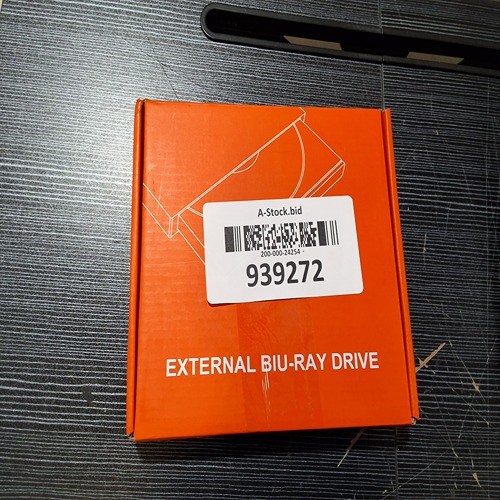 A-Stock.bid
200-000-24254 -
939272
EXTERNAL BIU-RAY DRIVE